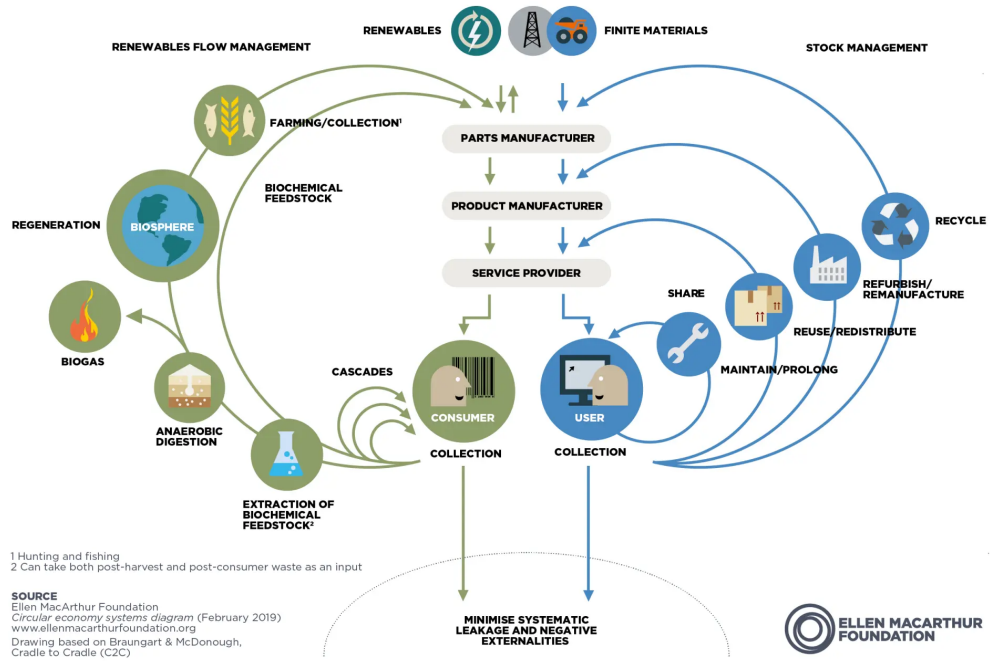 RENEWABLES
FINITE MATERIALS
RENEWABLES FLOW MANAGEMENT
STOCK MANAGEMENT
FARMING/COLLECTION¹
PARTS MANUFACTURER
BIOCHEMICAL
FEEDSTOCK
PRODUCT MANUFACTURER
REGENERATION
BIOSPHERE
RECYCLE
SERVICE PROVIDER
SHARE
REFURBISH/
REMANUFACTURE
REUSE/REDISTRIBUTE
BIOGAS
CASCADES
MAINTAIN/PROLONG
CONSUMER
USER
ANAEROBIC
DIGESTION
COLLECTION
COLLECTION
EXTRACTION OF
BIOCHEMICAL
FEEDSTOCK²
1 Hunting and fishing
2 Can take both post-harvest and post-consumer waste as an input
SOURCE
Ellen MacArthur Foundation
Circular economy systems diagram (February 2019)
www.ellenmacarthurfoundation.org
Drawing based on Braungart & McDonough,
Cradle to Cradle (C2C)
MINIMISE SYSTEMATIC
LEAKAGE AND NEGATIVE
EXTERNALITIES
ELLEN MACARTHUR
FOUNDATION